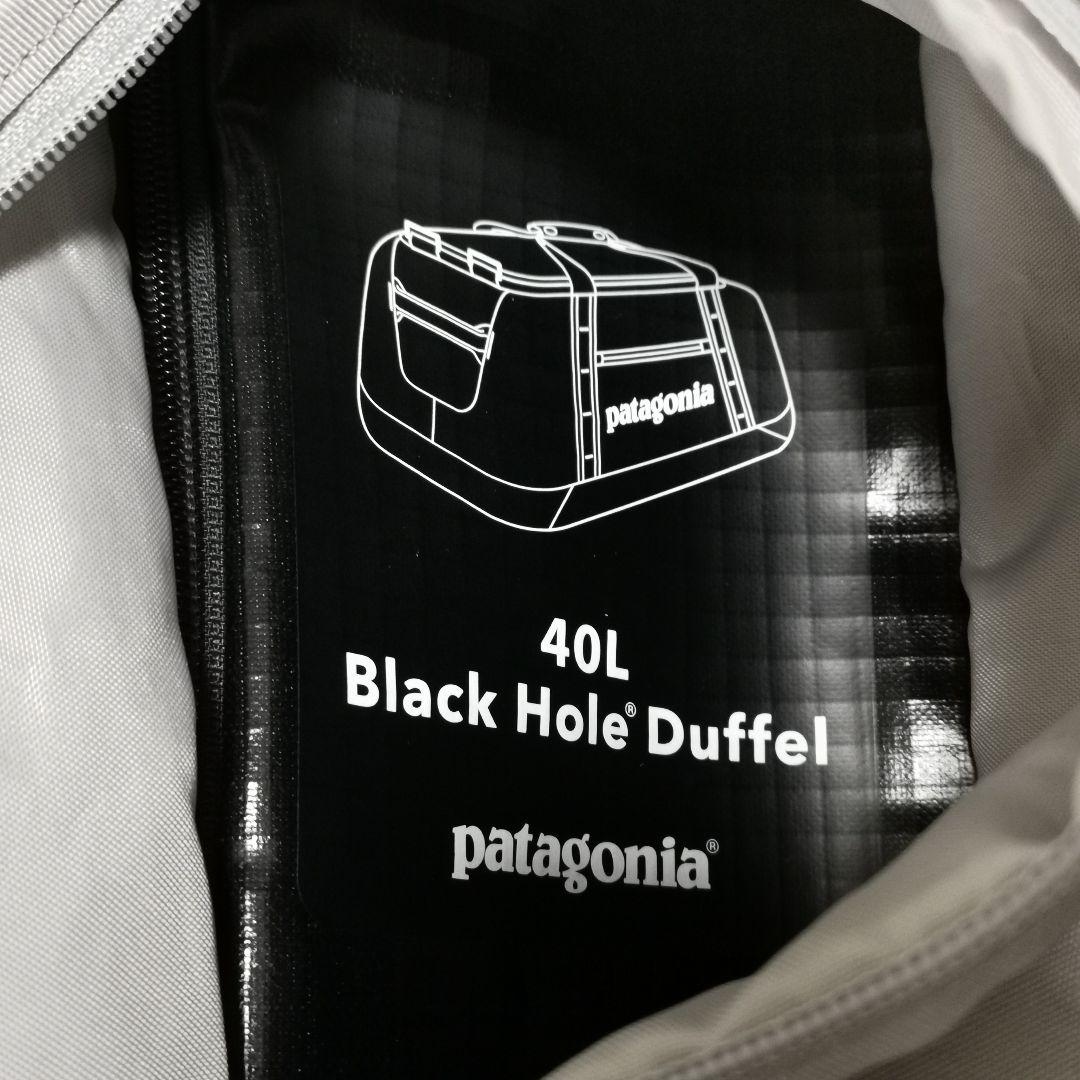 patagonia
40L
Black Hole® Duffel
patagonia®